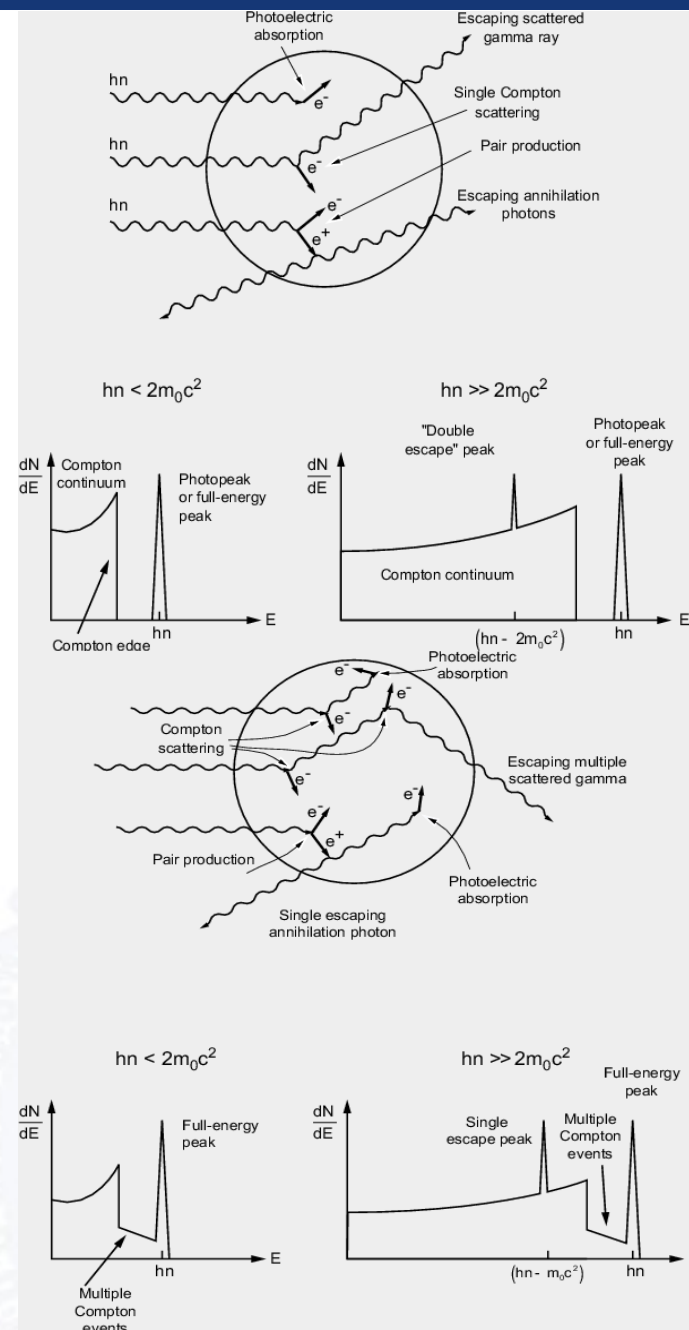 Photoelectric
absorption
Escaping scattered
gamma ray
hn
e-
Single Compton
scattering
hn
e-
Pair production
hn
e-
e+
Escaping annihilation
photons
hn < 2m₀c²
hn >> 2m₀c²
dN
dE
Compton
continuum
Photopeak
or full-energy
peak
E
hn
Compton edge
dN
dE
"Double
escape" peak
Photopeak
or full-energy
peak
Compton continuum
E
(hn - 2m₀c²)
hn
Photoelectric
absorption
e-
e-
e-
Compton
scattering
e-
Escaping multiple
scattered gamma
e-
e-
e+
Pair production
Photoelectric
absorption
Single escaping
annihilation photon
hn < 2m₀c²
hn >> 2m₀c²
dN
dE
Full-energy
peak
E
hn
Multiple
Compton
events
dN
dE
Single
escape peak
Multiple
Compton
events
Full-energy
peak
(hn - m₀c²)
hn